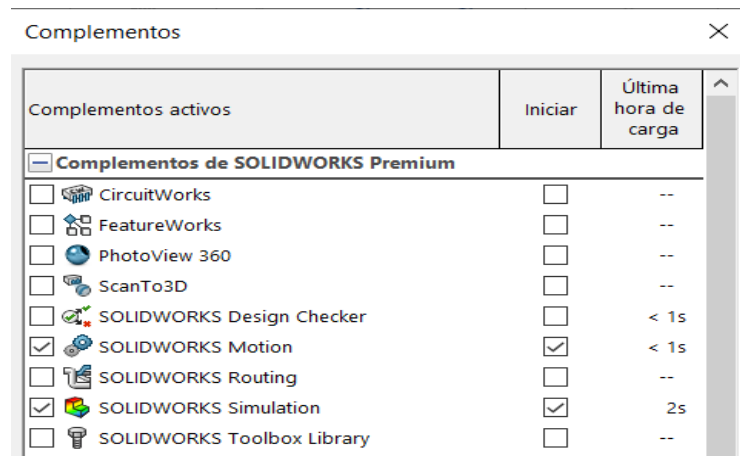 Complementos
Complementos activos Iniciar Última hora de carga
Complementos de SOLIDWORKS Premium
CircuitWorks --
FeatureWorks --
PhotoView 360 --
ScanTo3D --
SOLIDWORKS Design Checker < 1s
SOLIDWORKS Motion < 1s
SOLIDWORKS Routing --
SOLIDWORKS Simulation 2s
SOLIDWORKS Toolbox Library --